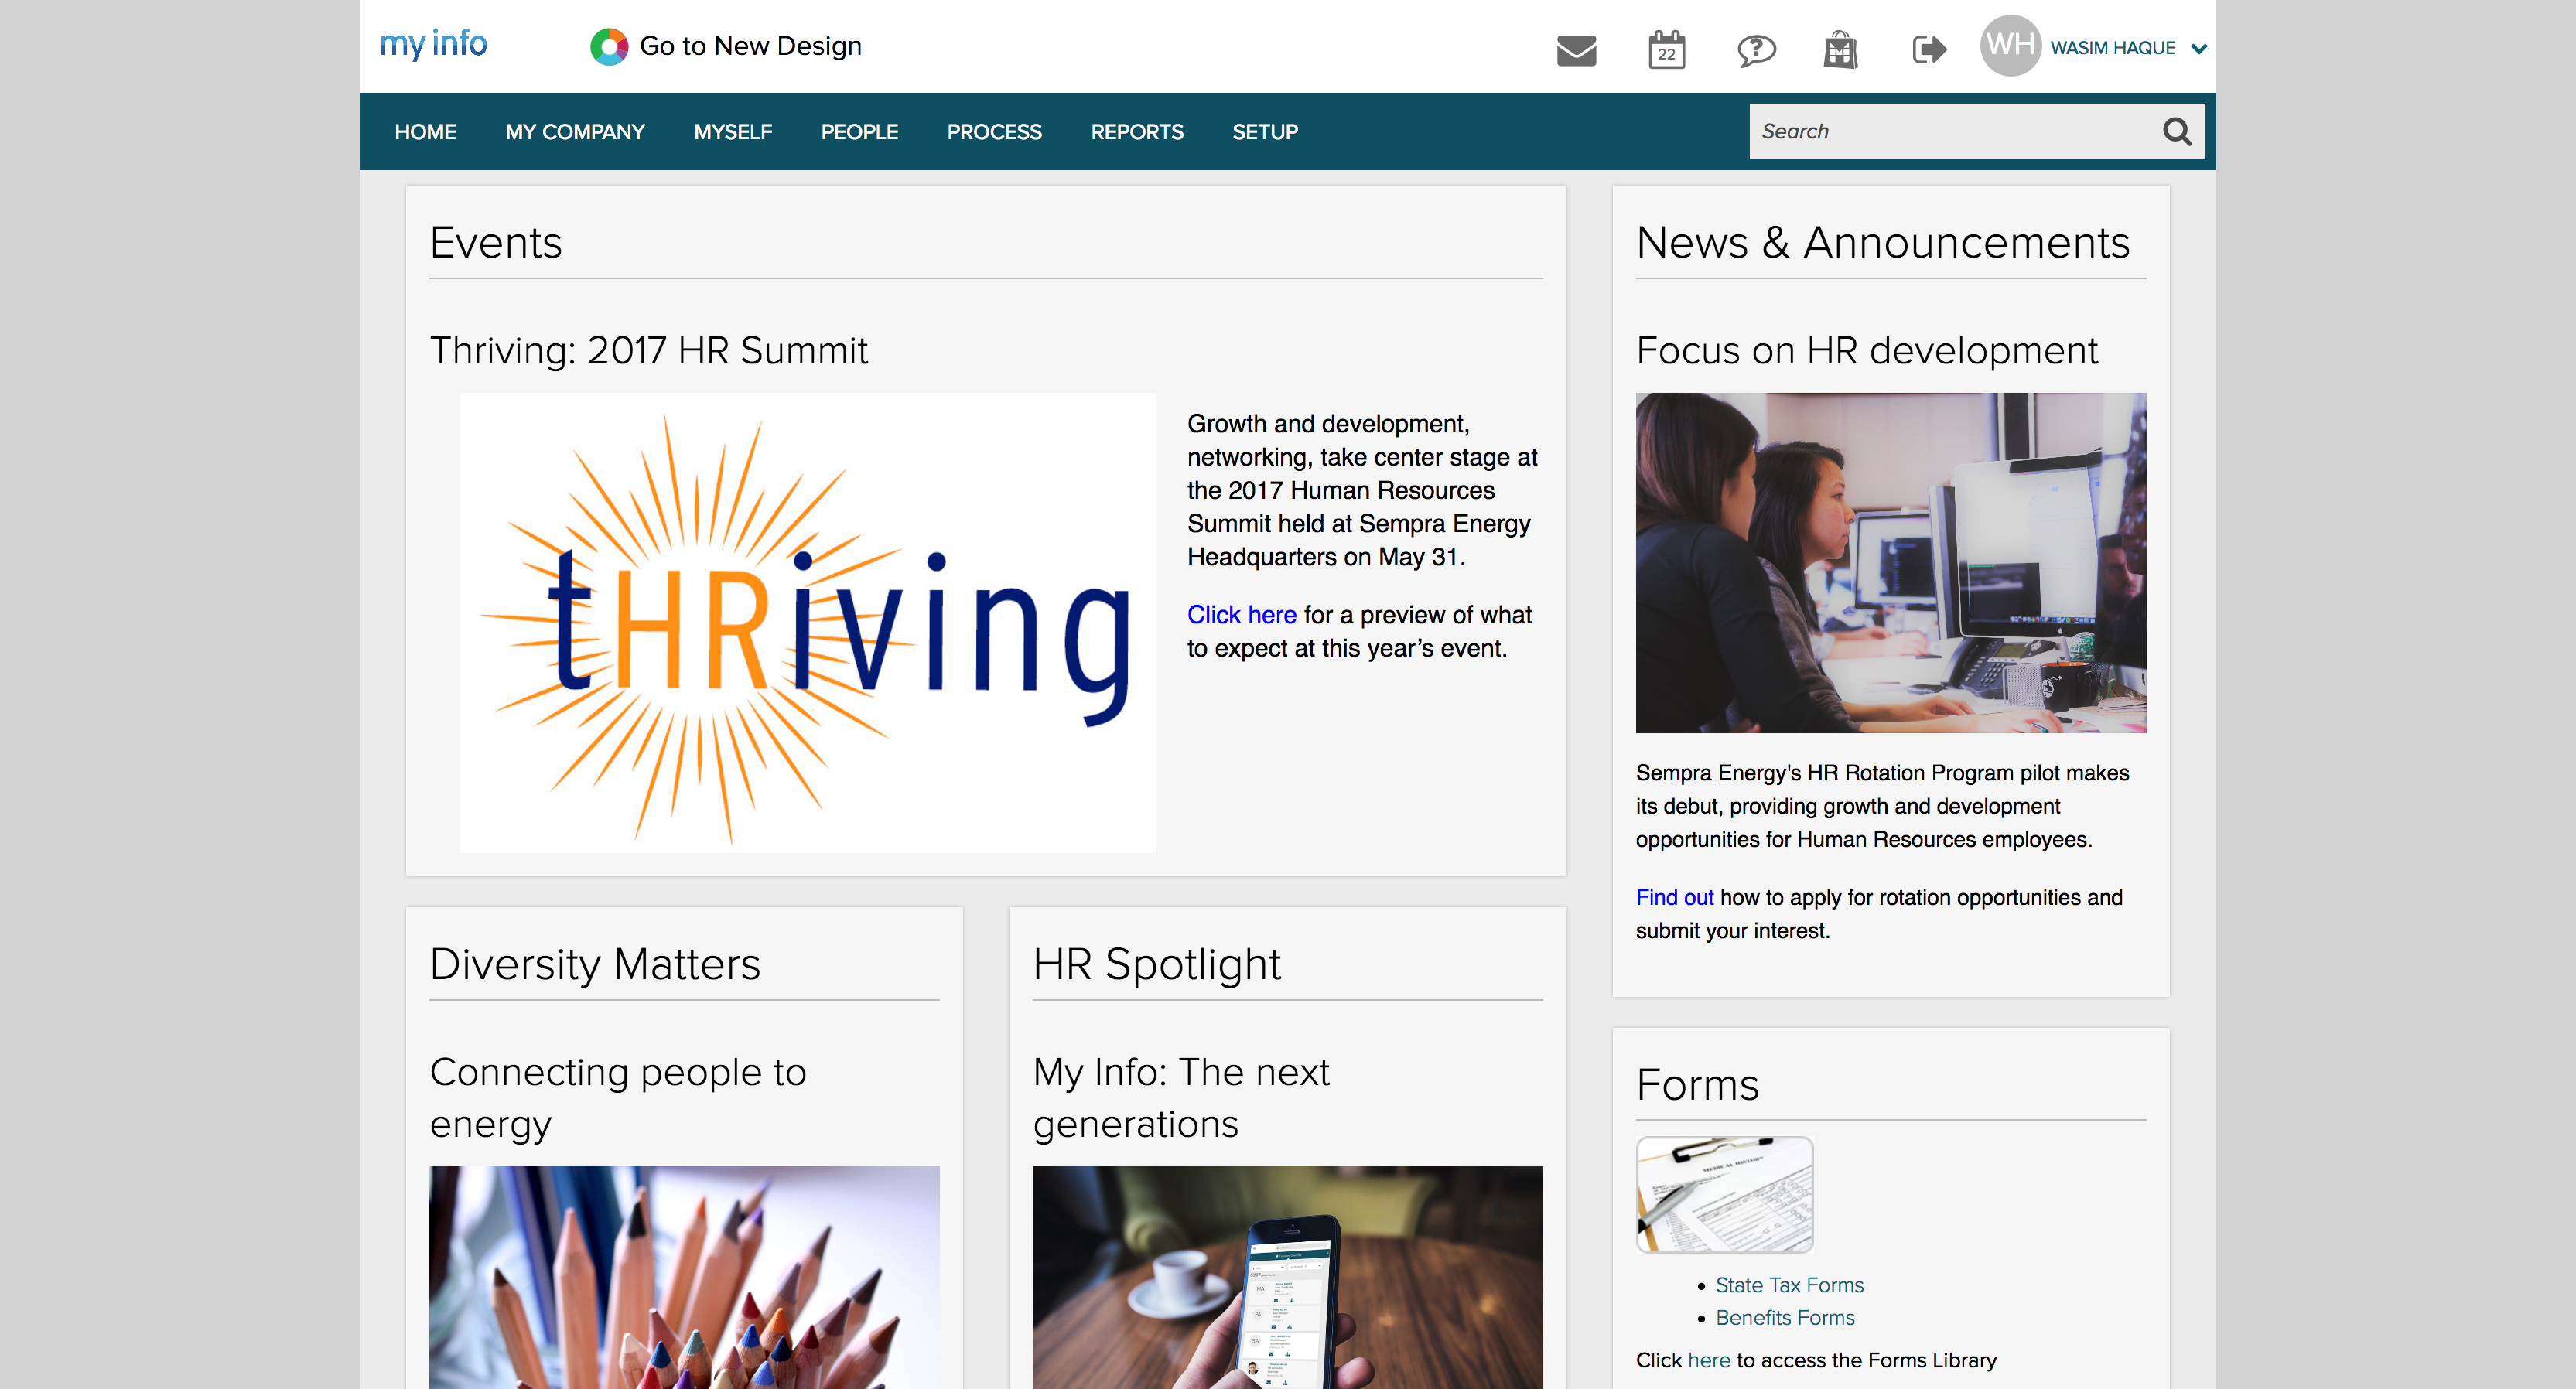 my info
Go to New Design
22
?
M
WH
WASIM HAQUE
HOME
MY COMPANY
MYSELF
PEOPLE
PROCESS
REPORTS
SETUP
Search
Events
Thriving: 2017 HR Summit
tHRiving
Growth and development,
networking, take center stage at
the 2017 Human Resources
Summit held at Sempra Energy
Headquarters on May 31.
Click here for a preview of what
to expect at this year’s event.
News & Announcements
Focus on HR development
Sempra Energy's HR Rotation Program pilot makes
its debut, providing growth and development
opportunities for Human Resources employees.
Find out how to apply for rotation opportunities and
submit your interest.
Diversity Matters
Connecting people to
energy
HR Spotlight
My Info: The next
generations
Forms
MEDICAL HISTORY
State Tax Forms
Benefits Forms
Click here to access the Forms Library